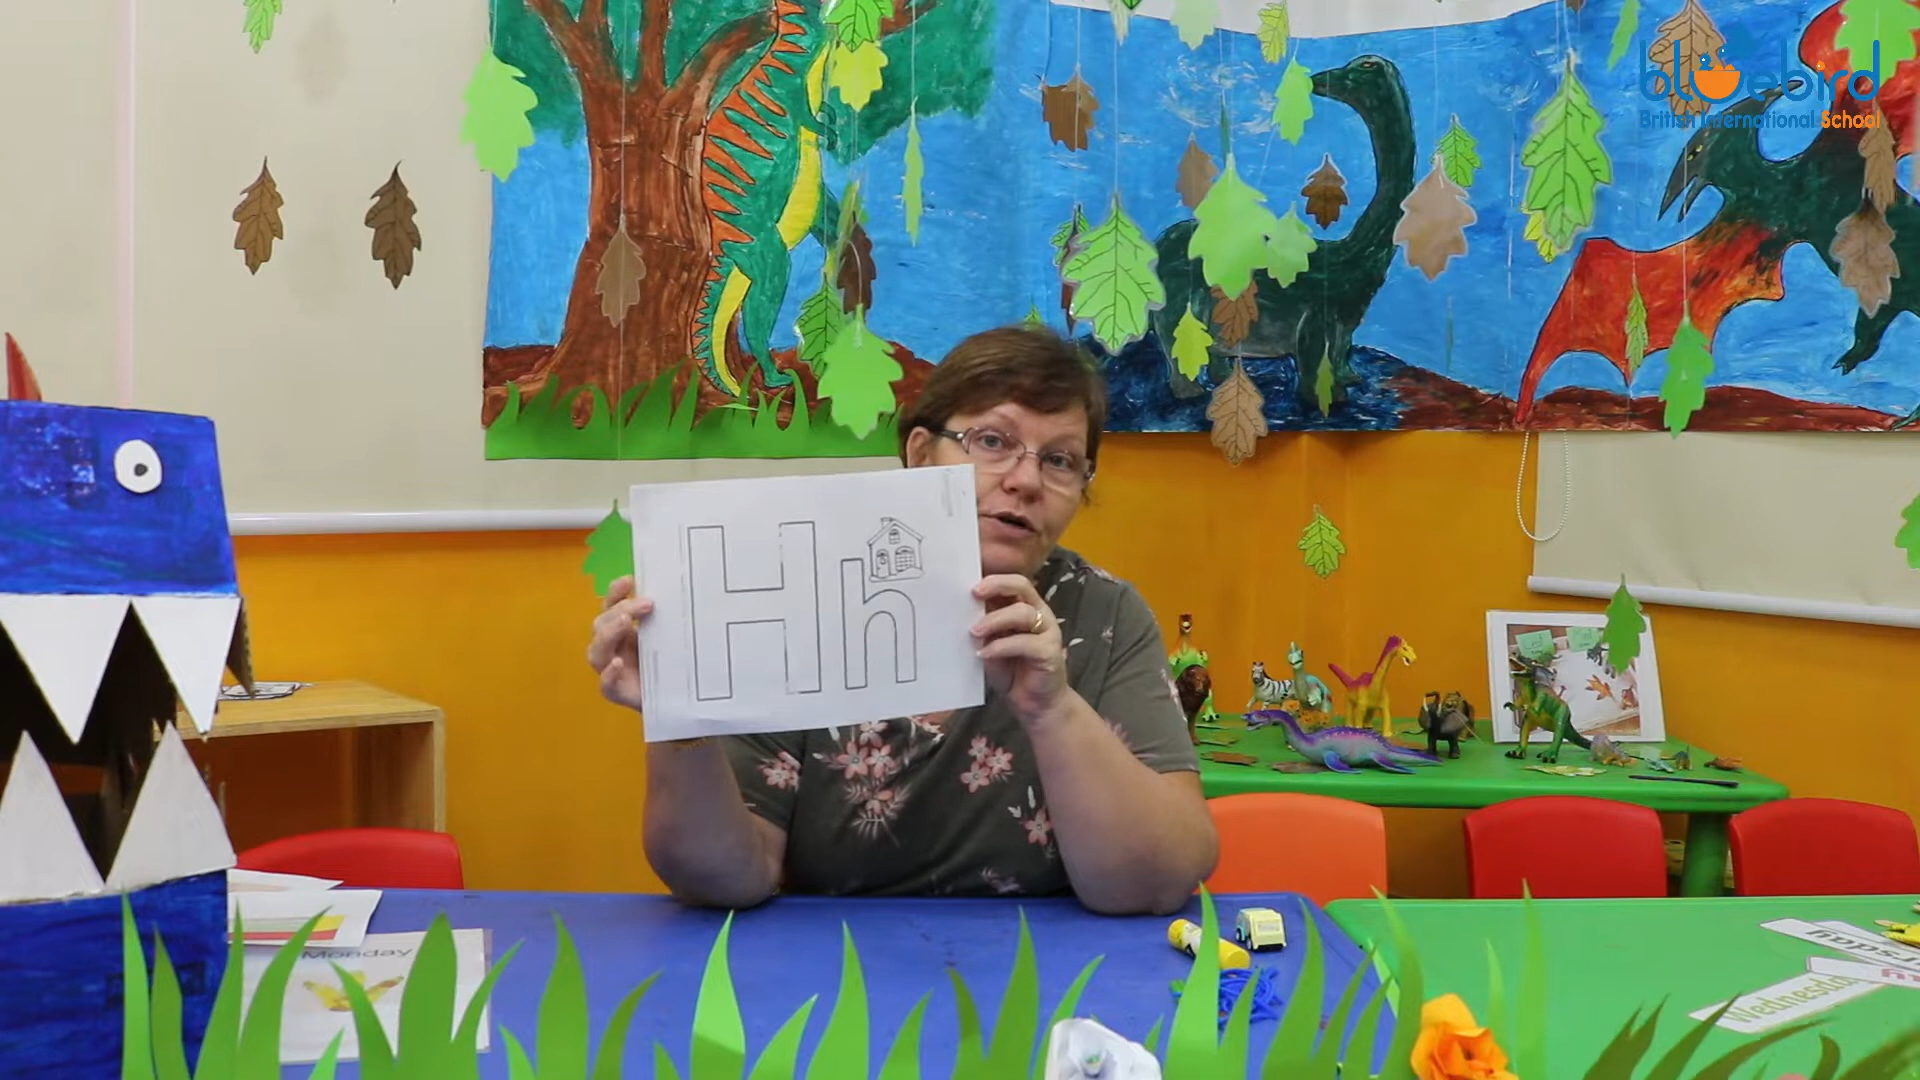 bluebird
British International School
Hh
Monday
Wednesday